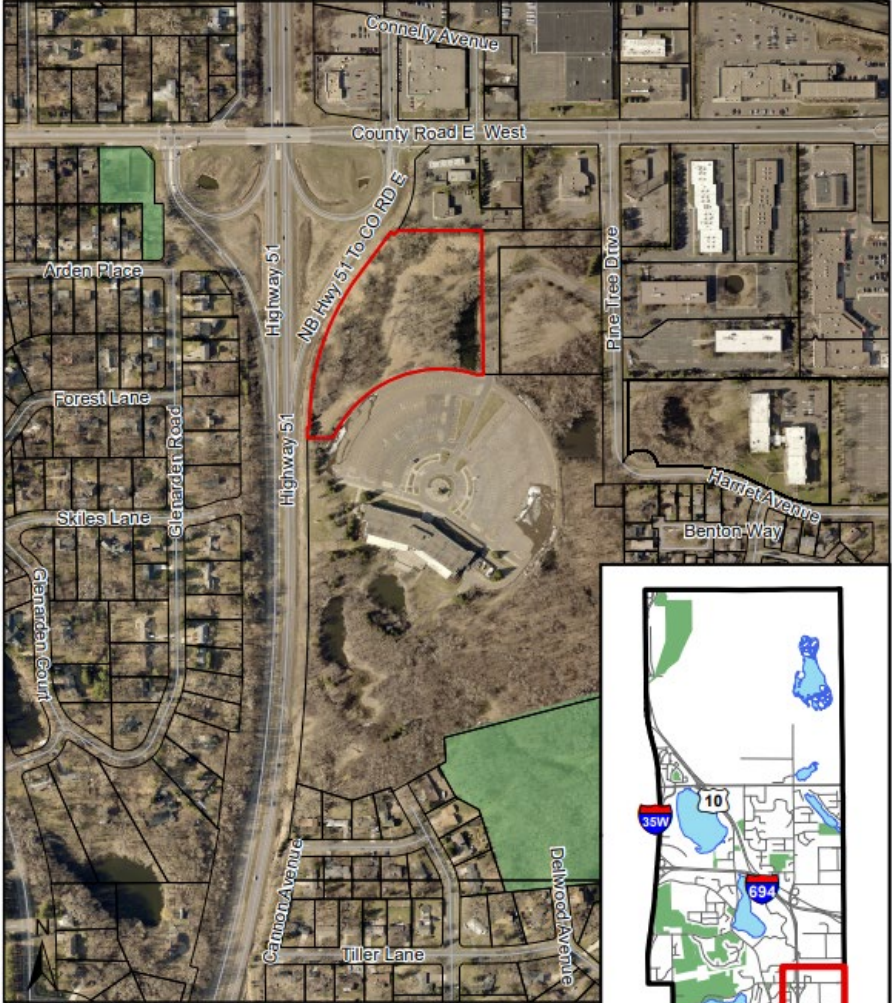 Connelly Avenue
County Road E West
NB Hwy 51 To CO RD E
Arden Place
Highway 51
Pine Tree Drive
Forest Lane
Glenarden Road
Highway 51
Harriet Avenue
Skiles Lane
Benton Way
Glenarden Court
10
35W
694
Cannon Avenue
Dellwood Avenue
Tiller Lane
N